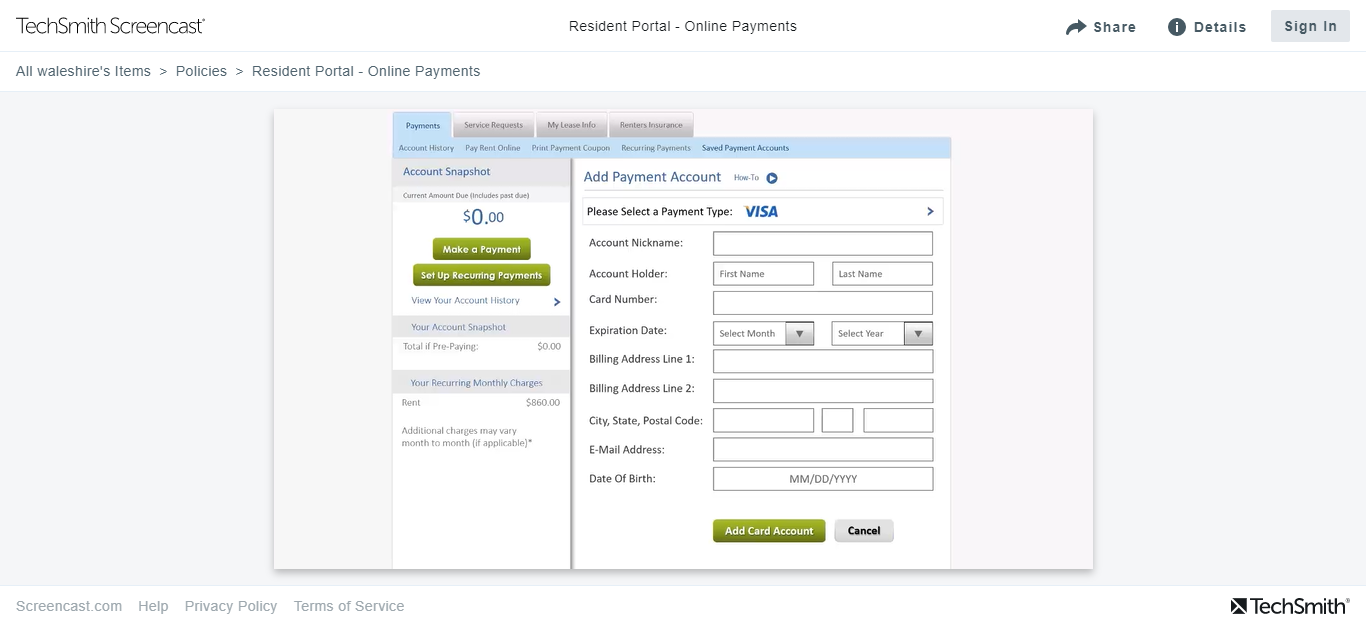 TechSmith Screencast®
Resident Portal - Online Payments
Share
Details
Sign In
All waleshire's Items > Policies > Resident Portal - Online Payments
Payments
Service Requests
My Lease Info
Renters Insurance
Account History
Pay Rent Online
Print Payment Coupon
Recurring Payments
Saved Payment Accounts
Account Snapshot
Current Amount Due (Includes past due)
$0.00
Make a Payment
Set Up Recurring Payments
View Your Account History
Your Account Snapshot
Total if Pre-Paying: $0.00
Your Recurring Monthly Charges
Rent $860.00
Additional charges may vary
month to month (if applicable)*
Add Payment Account
How-To
Please Select a Payment Type: VISA
Account Nickname:
Account Holder: First Name Last Name
Card Number:
Expiration Date: Select Month Select Year
Billing Address Line 1:
Billing Address Line 2:
City, State, Postal Code:
E-Mail Address:
Date Of Birth: MM/DD/YYYY
Add Card Account
Cancel
Screencast.com
Help
Privacy Policy
Terms of Service
TechSmith®